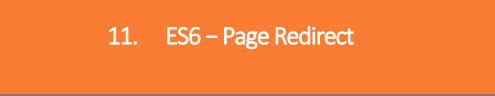 11. ES6 – Page Redirect